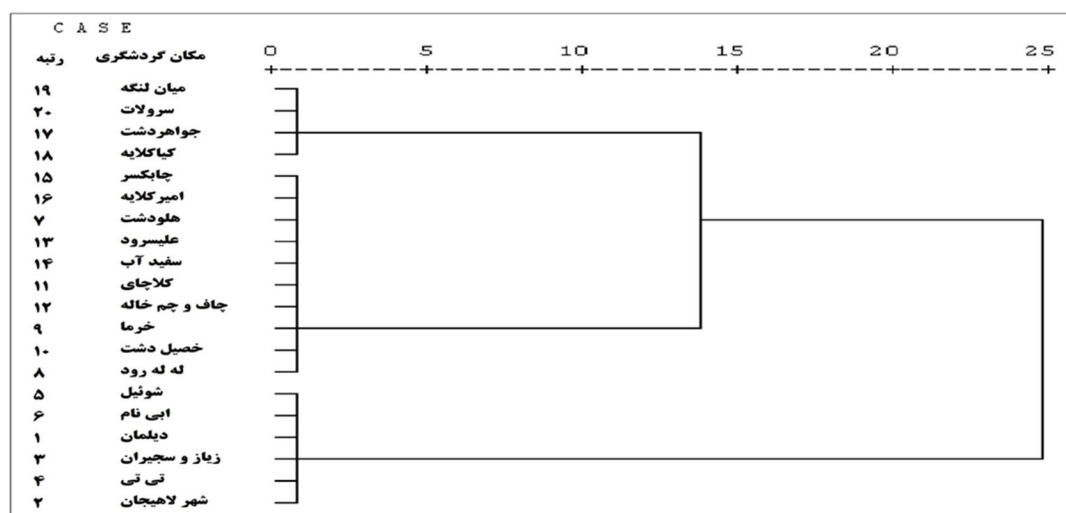 C A S E
رتبه مکان گردشگری 0 5 10 15 20 25
۱۹ میان لنگه
۲۰ سرولات
۱۷ جواهردشت
۱۸ کیاکلایه
۱۵ چابکسر
۱۶ امیرکلایه
۷ هلودشت
۱۳ علیسرود
۱۴ سفید آب
۱۱ کلاچای
۱۲ چاف و چم خاله
۹ خرما
۱۰ خصیل دشت
۸ له له رود
۵ شوئیل
۶ ابی نام
۱ دیلمان
۳ زیاز و سجیران
۴ تی تی
۲ شهر لاهیجان